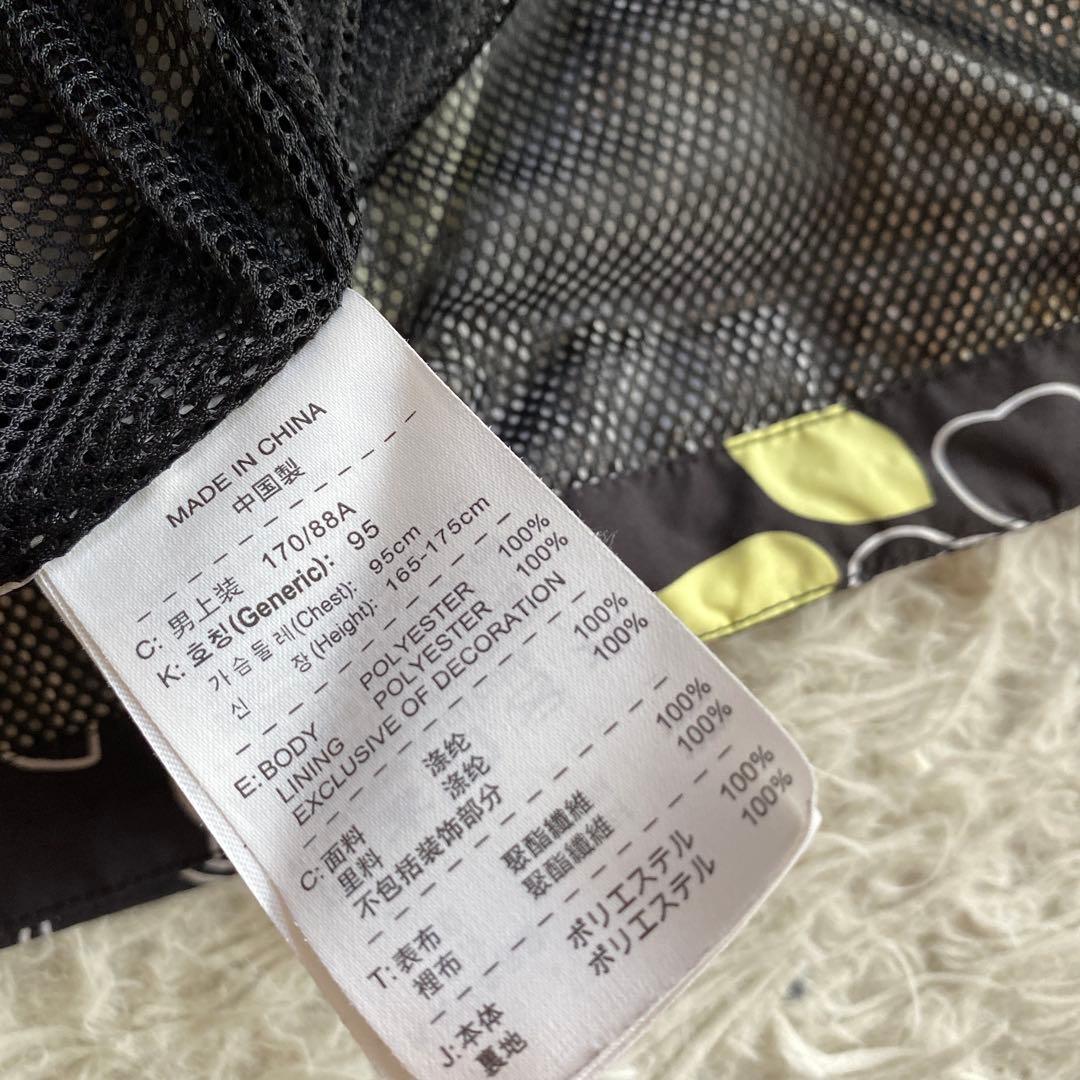 MADE IN CHINA
中国製
C: 男上装 170/88A
K: 호칭(Generic): 95
가슴둘레(Chest): 95cm
신 장(Height): 165-175cm
E: BODY POLYESTER 100%
LINING POLYESTER 100%
EXCLUSIVE OF DECORATION
C: 面料 涤纶 100%
里料 涤纶 100%
不包括装饰部分
T: 表布 聚酯纖維 100%
裡布 聚酯纖維 100%
J: 本体 ポリエステル 100%
裏地 ポリエステル 100%